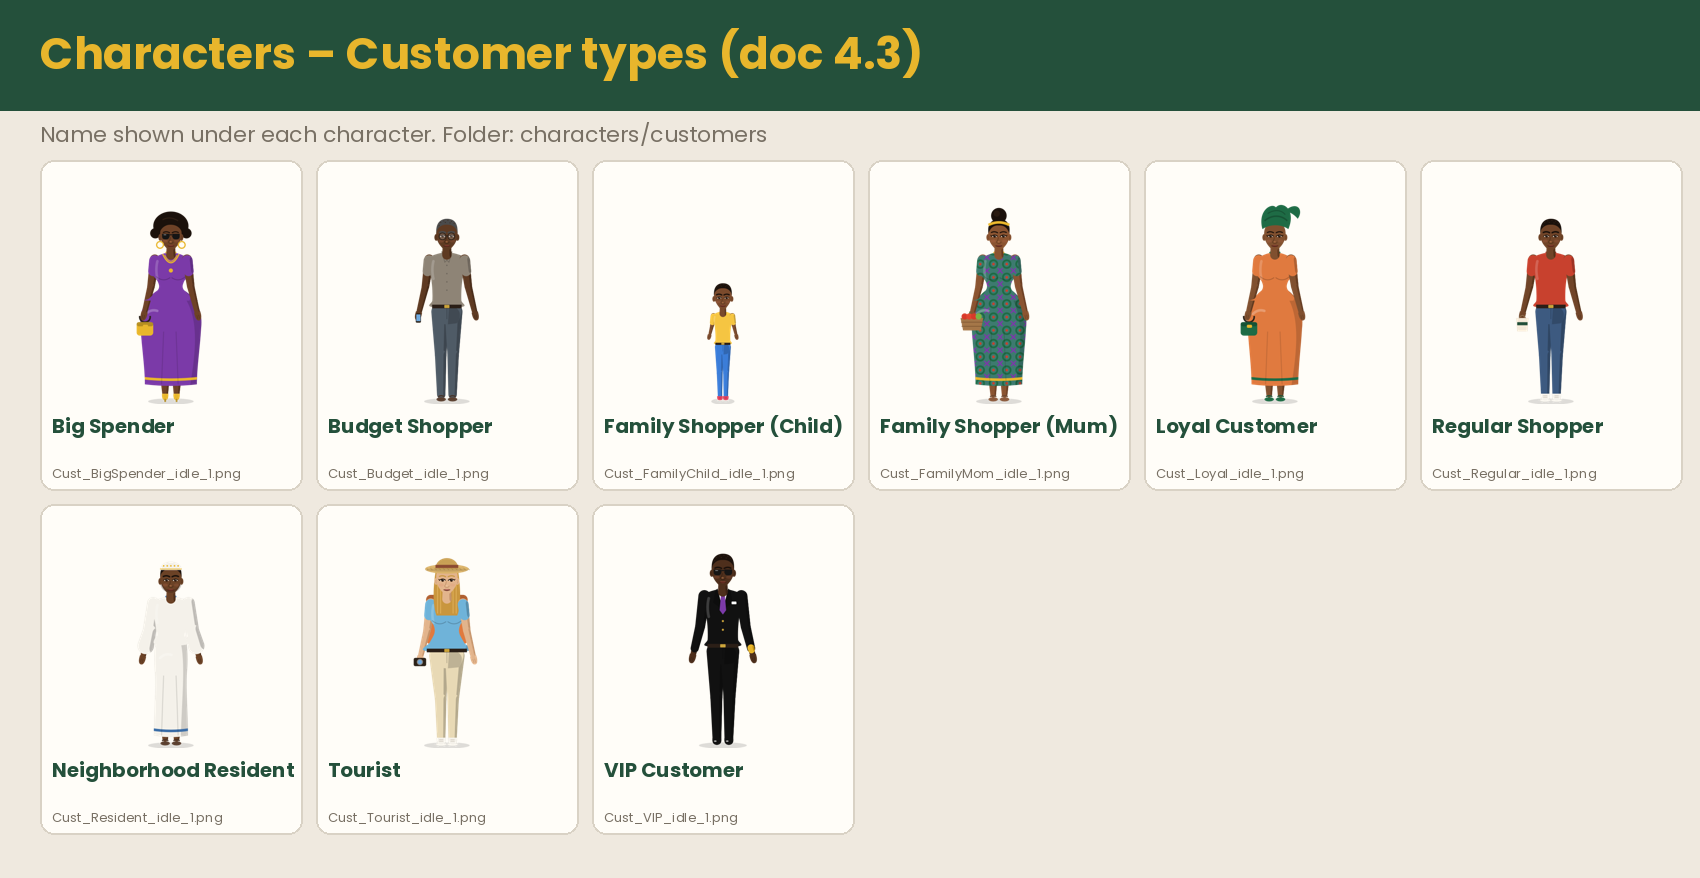 Characters – Customer types (doc 4.3)
Name shown under each character. Folder: characters/customers
Big Spender
Cust_BigSpender_idle_1.png
Budget Shopper
Cust_Budget_idle_1.png
Family Shopper (Child)
Cust_FamilyChild_idle_1.png
Family Shopper (Mum)
Cust_FamilyMom_idle_1.png
Loyal Customer
Cust_Loyal_idle_1.png
Regular Shopper
Cust_Regular_idle_1.png
Neighborhood Resident
Cust_Resident_idle_1.png
Tourist
Cust_Tourist_idle_1.png
VIP Customer
Cust_VIP_idle_1.png